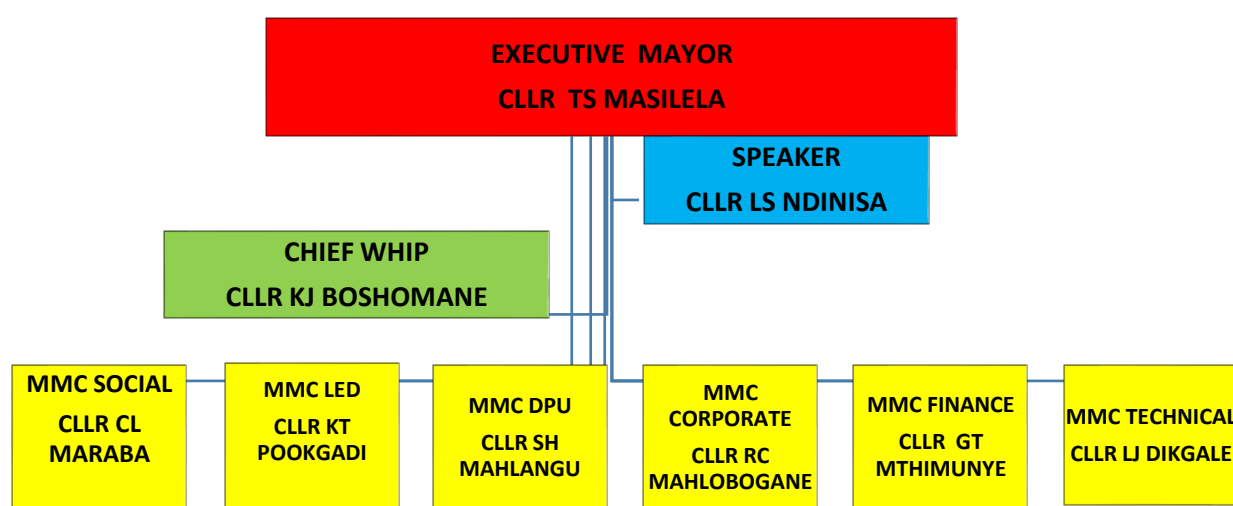 EXECUTIVE MAYOR
CLLR TS MASILELA
SPEAKER
CLLR LS NDINISA
CHIEF WHIP
CLLR KJ BOSHOMANE
MMC SOCIAL
CLLR CL
MARABA
MMC LED
CLLR KT
POOKGADI
MMC DPU
CLLR SH
MAHLANGU
MMC
CORPORATE
CLLR RC
MAHLOBOGANE
MMC FINANCE
CLLR GT
MTHIMUNYE
MMC TECHNICAL
CLLR LJ DIKGALE